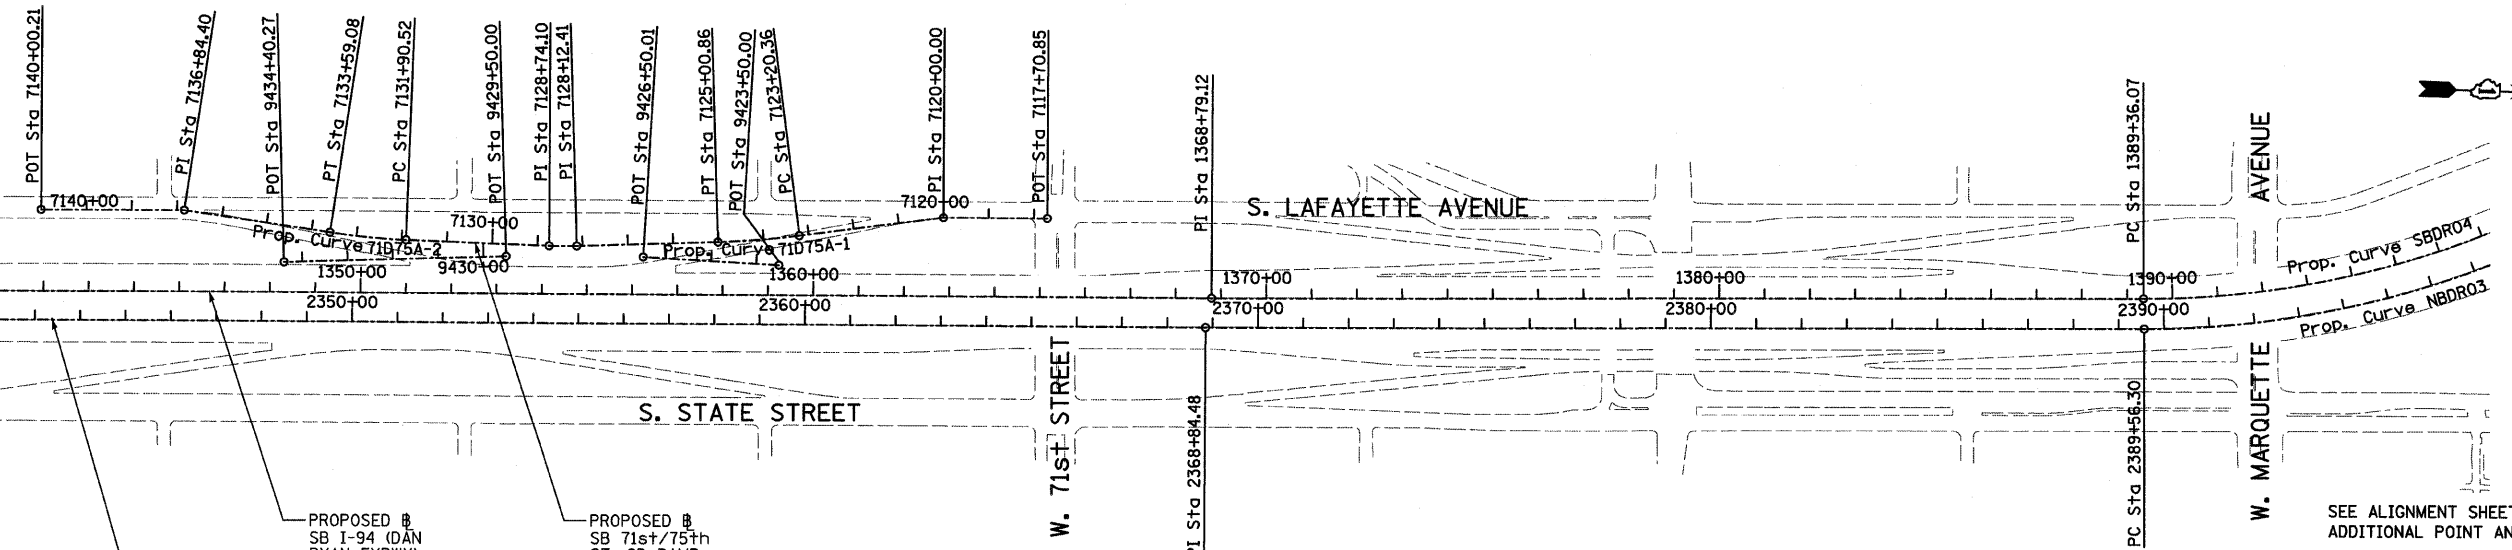 POT Sta 7140+00.21
PI Sta 7136+84.40
POT Sta 9434+40.27
PT Sta 7133+59.08
PC Sta 7131+90.52
POT Sta 9429+50.00
PI Sta 7128+74.10
PI Sta 7128+12.41
POT Sta 9426+50.01
PT Sta 7125+00.86
POT Sta 9423+50.00
PC Sta 7123+20.36
PI Sta 7120+00.00
POT Sta 7117+70.85
PI Sta 1368+79.12
PC Sta 1389+36.07
7140+00
7130+00
7120+00
S. LAFAYETTE AVENUE
W. MARQUETTE AVENUE
Prop. Curve 71D75A-2
Prop. Curve 71D75A-1
Prop. Curve SBDR04
Prop. Curve NBDR03
1350+00
9430+00
1360+00
1370+00
1380+00
1390+00
2350+00
2360+00
2370+00
2380+00
2390+00
S. STATE STREET
W. 71st STREET
PI Sta 2368+84.48
PC Sta 2389+56.30
PROPOSED B
SB I-94 (DAN
PROPOSED B
SB 71st/75th
SEE ALIGNMENT SHEET
ADDITIONAL POINT AN